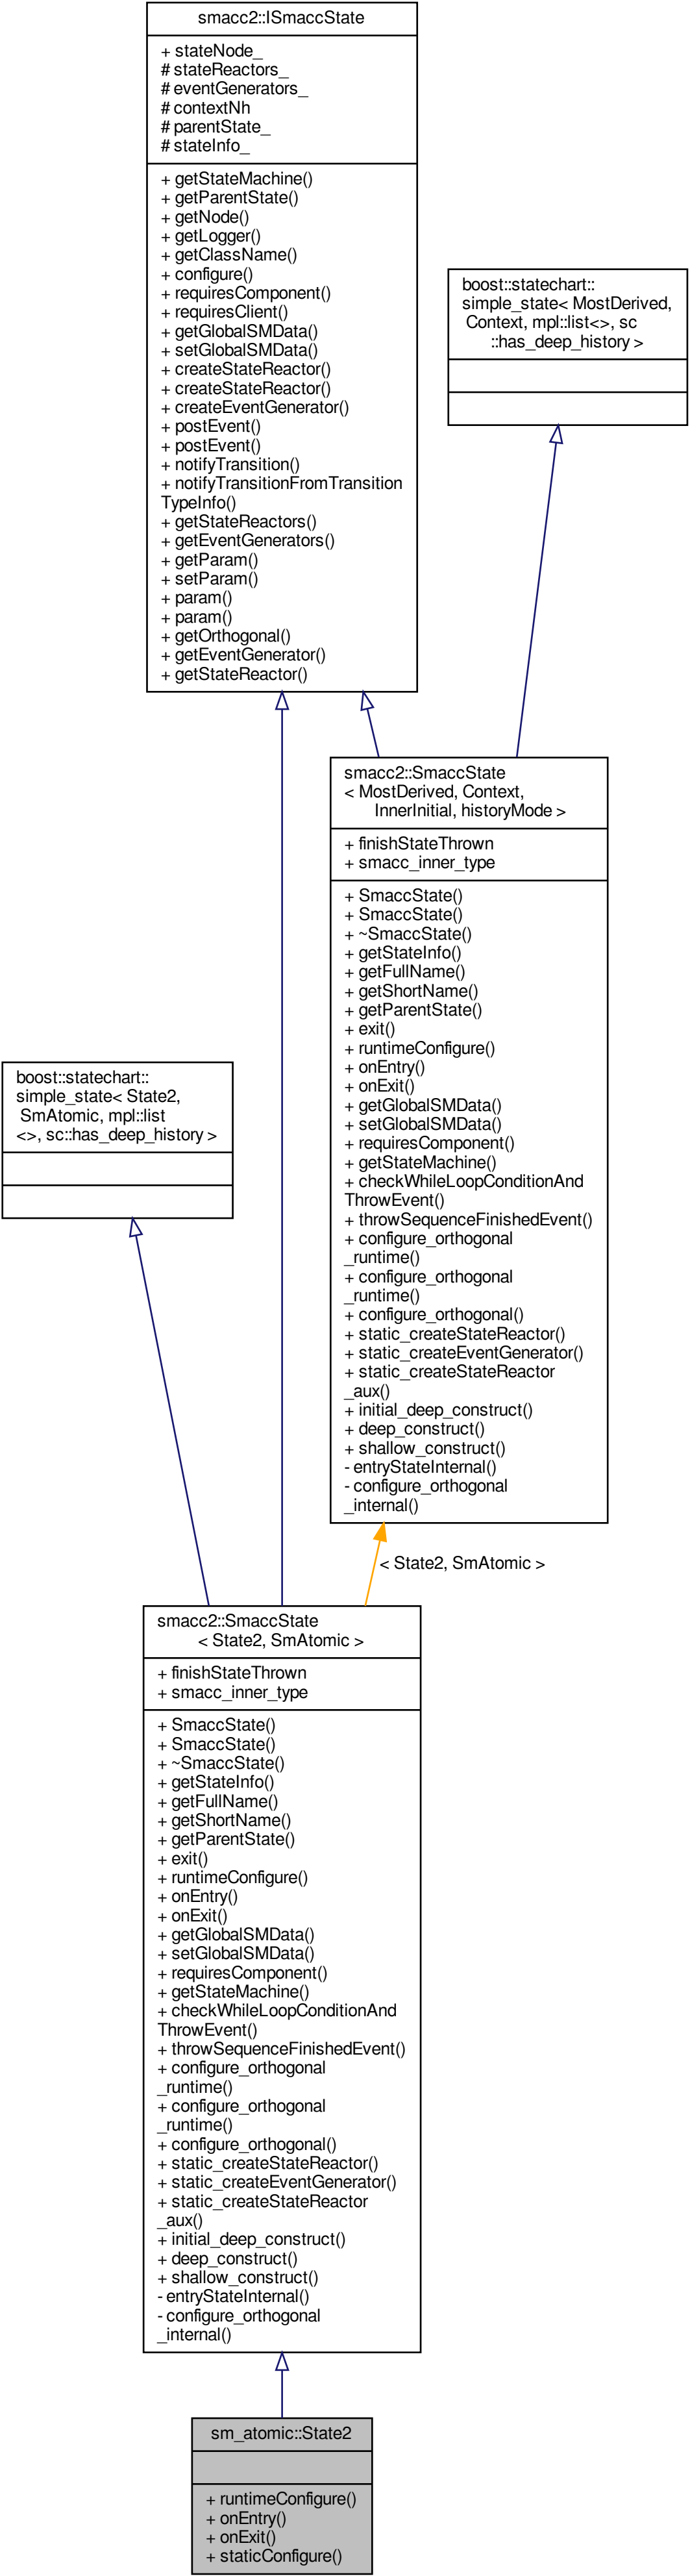 smacc2::ISmaccState
+ stateNode_
# stateReactors_
# eventGenerators_
# contextNh
# parentState_
# stateInfo_
+ getStateMachine()
+ getParentState()
+ getNode()
+ getLogger()
+ getClassName()
+ configure()
+ requiresComponent()
+ requiresClient()
+ getGlobalSMData()
+ setGlobalSMData()
+ createStateReactor()
+ createStateReactor()
+ createEventGenerator()
+ postEvent()
+ postEvent()
+ notifyTransition()
+ notifyTransitionFromTransition
TypeInfo()
+ getStateReactors()
+ getEventGenerators()
+ getParam()
+ setParam()
+ param()
+ param()
+ getOrthogonal()
+ getEventGenerator()
+ getStateReactor()
boost::statechart::
simple_state< MostDerived,
Context, mpl::list<>, sc
::has_deep_history >
smacc2::SmaccState
< MostDerived, Context,
InnerInitial, historyMode >
+ finishStateThrown
+ smacc_inner_type
+ SmaccState()
+ SmaccState()
+ ~SmaccState()
+ getStateInfo()
+ getFullName()
+ getShortName()
+ getParentState()
+ exit()
+ runtimeConfigure()
+ onEntry()
+ onExit()
+ getGlobalSMData()
+ setGlobalSMData()
+ requiresComponent()
+ getStateMachine()
+ checkWhileLoopConditionAnd
ThrowEvent()
+ throwSequenceFinishedEvent()
+ configure_orthogonal
_runtime()
+ configure_orthogonal
_runtime()
+ configure_orthogonal()
+ static_createStateReactor()
+ static_createEventGenerator()
+ static_createStateReactor
_aux()
+ initial_deep_construct()
+ deep_construct()
+ shallow_construct()
- entryStateInternal()
- configure_orthogonal
_internal()
boost::statechart::
simple_state< State2,
SmAtomic, mpl::list
<>, sc::has_deep_history >
< State2, SmAtomic >
smacc2::SmaccState
< State2, SmAtomic >
+ finishStateThrown
+ smacc_inner_type
+ SmaccState()
+ SmaccState()
+ ~SmaccState()
+ getStateInfo()
+ getFullName()
+ getShortName()
+ getParentState()
+ exit()
+ runtimeConfigure()
+ onEntry()
+ onExit()
+ getGlobalSMData()
+ setGlobalSMData()
+ requiresComponent()
+ getStateMachine()
+ checkWhileLoopConditionAnd
ThrowEvent()
+ throwSequenceFinishedEvent()
+ configure_orthogonal
_runtime()
+ configure_orthogonal
_runtime()
+ configure_orthogonal()
+ static_createStateReactor()
+ static_createEventGenerator()
+ static_createStateReactor
_aux()
+ initial_deep_construct()
+ deep_construct()
+ shallow_construct()
- entryStateInternal()
- configure_orthogonal
_internal()
sm_atomic::State2
+ runtimeConfigure()
+ onEntry()
+ onExit()
+ staticConfigure()